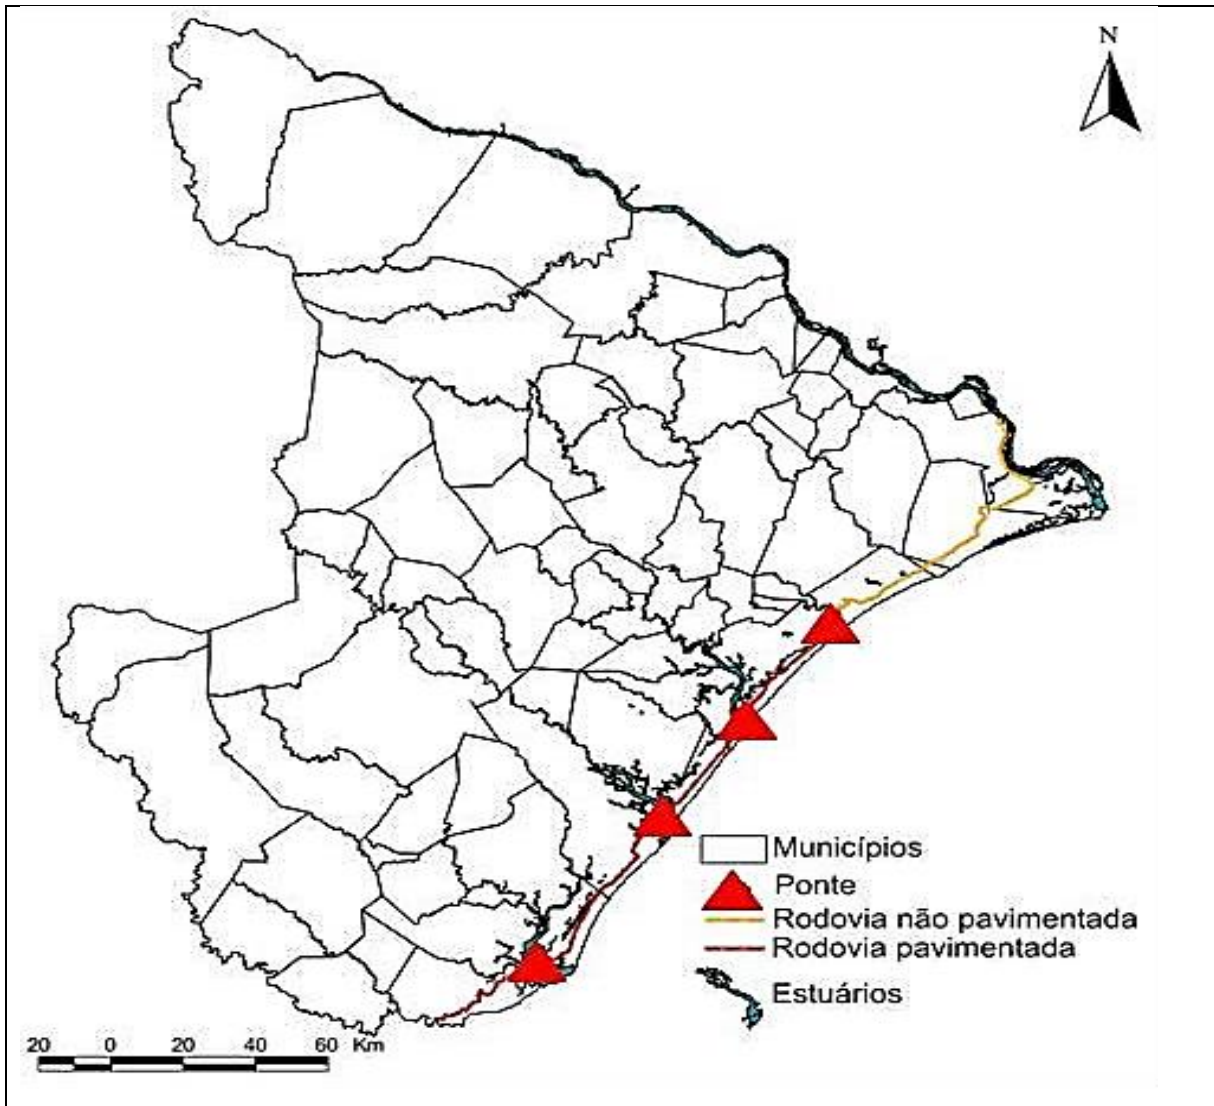 N
Municípios
Ponte
Rodovia não pavimentada
Rodovia pavimentada
Estuários
20 0 20 40 60 Km